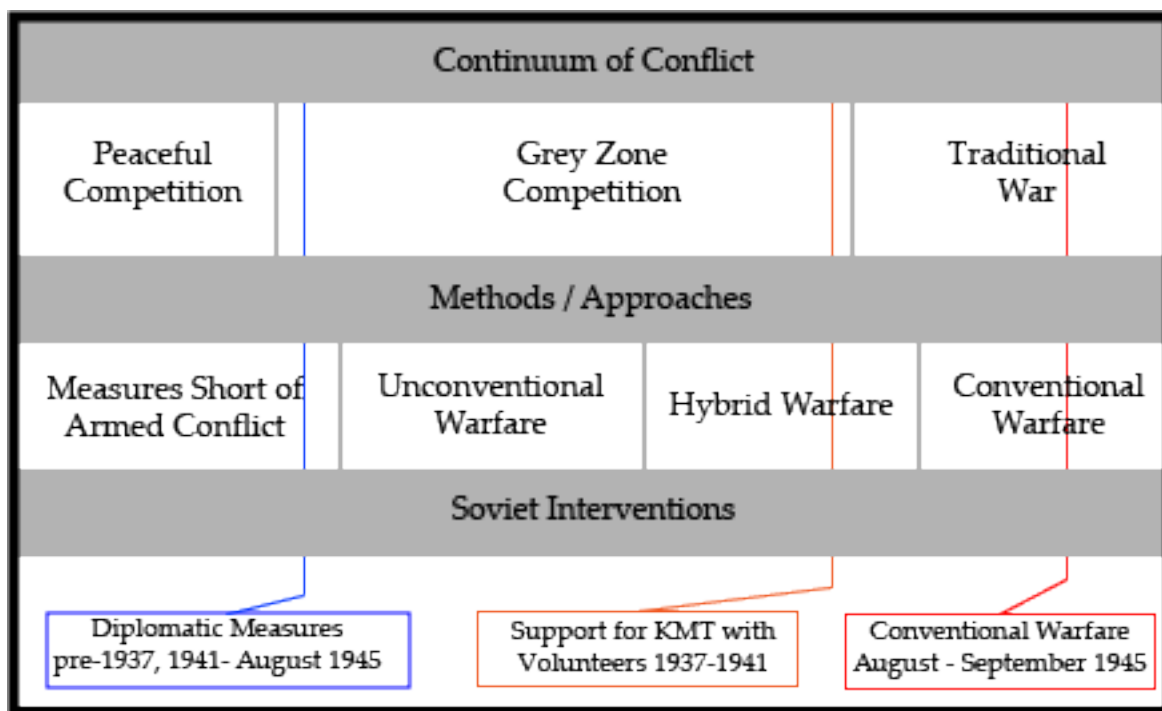 Continuum of Conflict
Peaceful
Competition
Grey Zone
Competition
Traditional
War
Methods / Approaches
Measures Short of
Armed Conflict
Unconventional
Warfare
Hybrid Warfare
Conventional
Warfare
Soviet Interventions
Diplomatic Measures
pre-1937, 1941- August 1945
Support for KMT with
Volunteers 1937-1941
Conventional Warfare
August - September 1945